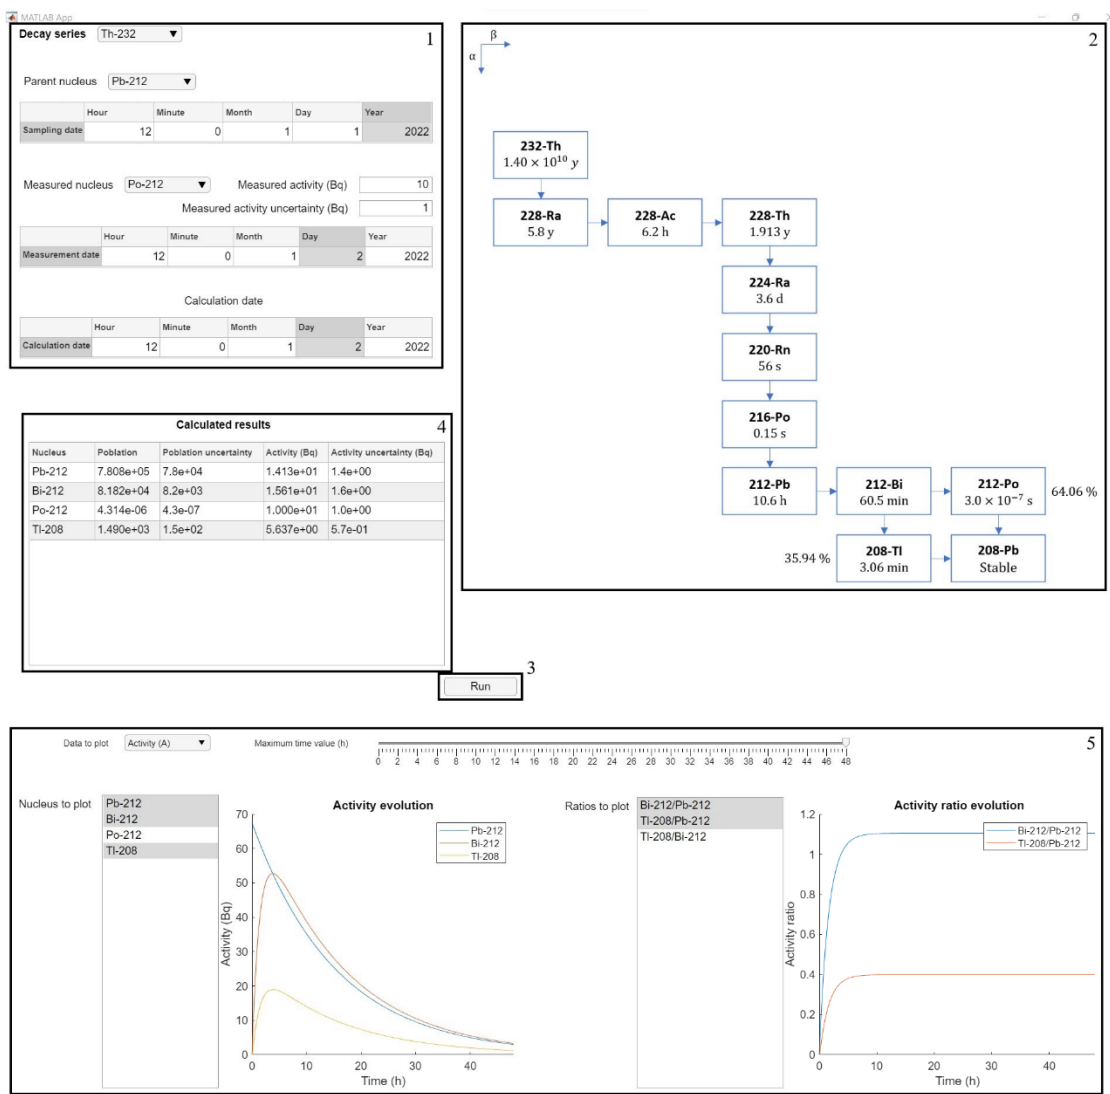 MATLAB App
Decay series Th-232 1
Parent nucleus Pb-212
Hour Minute Month Day Year
Sampling date 12 0 1 1 2022
Measured nucleus Po-212 Measured activity (Bq) 10
Measured activity uncertainty (Bq) 1
Hour Minute Month Day Year
Measurement date 12 0 1 2 2022
Calculation date
Hour Minute Month Day Year
Calculation date 12 0 1 2 2022
2
β
α
232-Th
1.40 × 10¹⁰ y
228-Ra 228-Ac 228-Th
5.8 y 6.2 h 1.913 y
224-Ra
3.6 d
220-Rn
56 s
216-Po
0.15 s
212-Pb 212-Bi 212-Po
10.6 h 60.5 min 3.0 × 10⁻⁷ s 64.06 %
35.94 % 208-Tl 208-Pb
3.06 min Stable
Calculated results 4
Nucleus Poblation Poblation uncertainty Activity (Bq) Activity uncertainty (Bq)
Pb-212 7.808e+05 7.8e+04 1.413e+01 1.4e+00
Bi-212 8.182e+04 8.2e+03 1.561e+01 1.6e+00
Po-212 4.314e-06 4.3e-07 1.000e+01 1.0e+00
Tl-208 1.490e+03 1.5e+02 5.637e+00 5.7e-01
3
Run
5
Data to plot Activity (A) Maximum time value (h)
0 2 4 6 8 10 12 14 16 18 20 22 24 26 28 30 32 34 36 38 40 42 44 46 48
Nucleus to plot
Pb-212
Bi-212
Po-212
Tl-208
Activity evolution
Pb-212
Bi-212
Tl-208
70
60
50
40
30
20
10
0
Activity (Bq)
0 10 20 30 40
Time (h)
Ratios to plot
Bi-212/Pb-212
Tl-208/Pb-212
Tl-208/Bi-212
Activity ratio evolution
Bi-212/Pb-212
Tl-208/Pb-212
1.2
1
0.8
0.6
0.4
0.2
0
Activity ratio
0 10 20 30 40
Time (h)